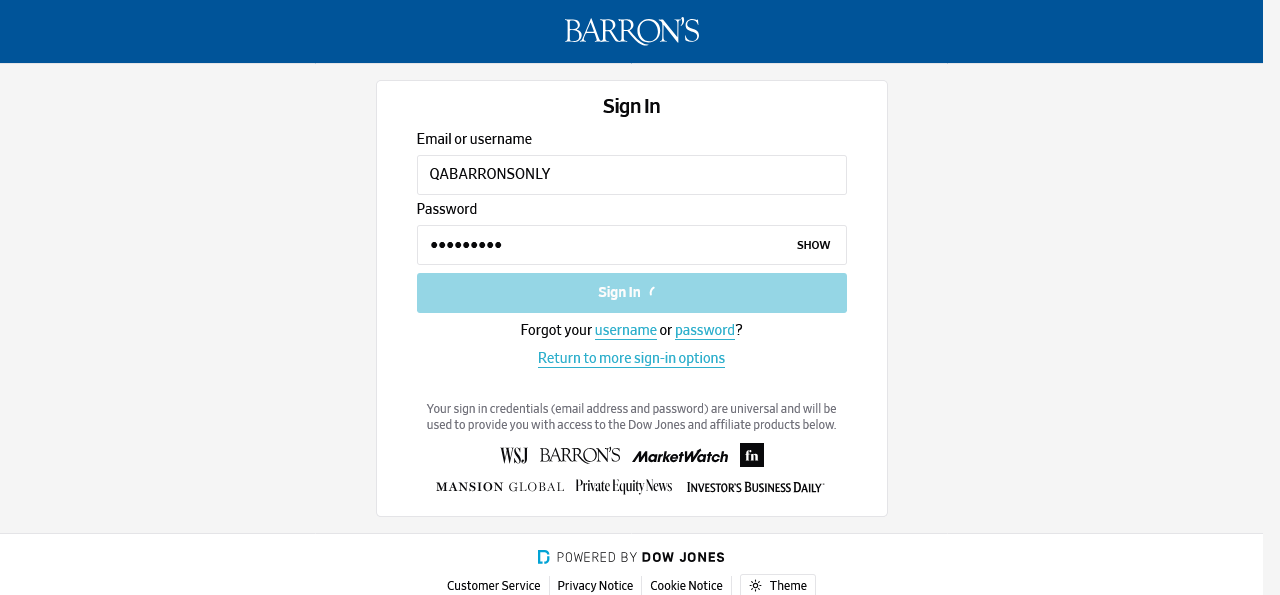 BARRON'S
Sign In
Email or username
QABARRONSONLY
Password
●●●●●●●●●
SHOW
Sign In
Forgot your username or password?
Return to more sign-in options
Your sign in credentials (email address and password) are universal and will be
used to provide you with access to the Dow Jones and affiliate products below.
WSJ BARRON'S MarketWatch fn
MANSION GLOBAL Private Equity News INVESTOR'S BUSINESS DAILY
POWERED BY DOW JONES
Customer Service Privacy Notice Cookie Notice Theme